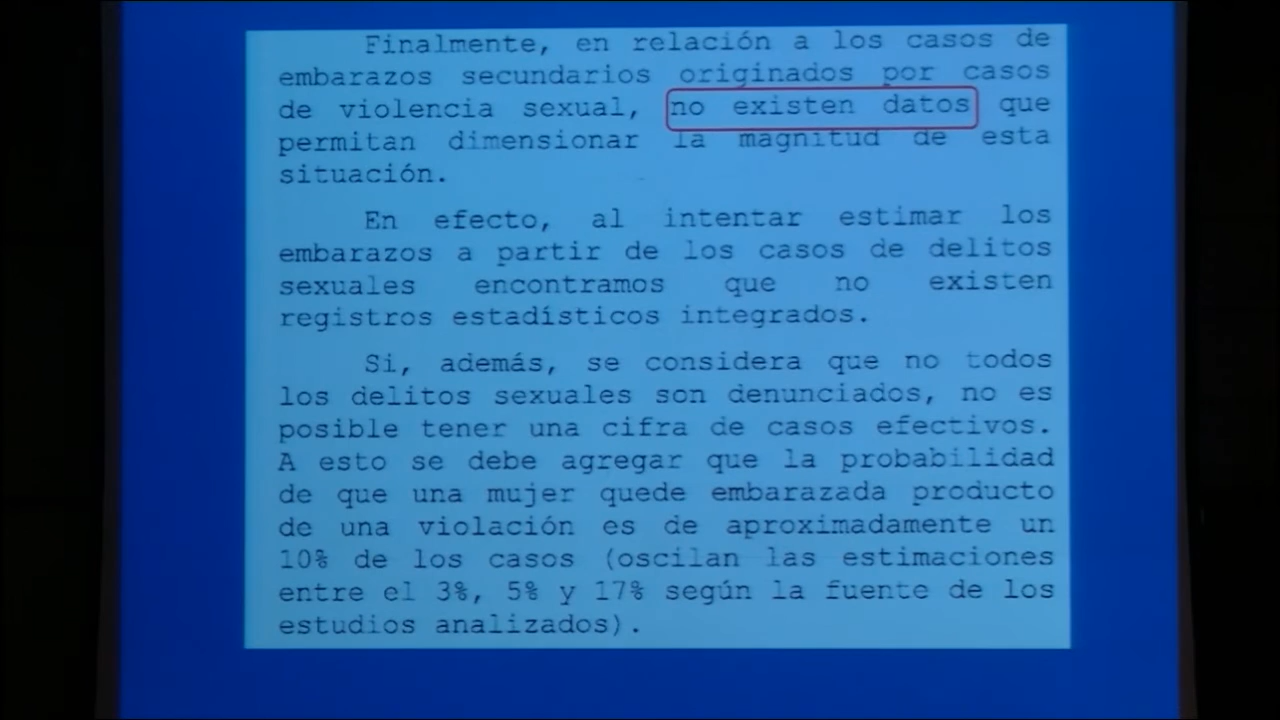 Finalmente, en relación a los casos de
embarazos secundarios originados por casos
de violencia sexual, no existen datos que
permitan dimensionar la magnitud de esta
situación.
En efecto, al intentar estimar los
embarazos a partir de los casos de delitos
sexuales encontramos que no existen
registros estadísticos integrados.
Si, además, se considera que no todos
los delitos sexuales son denunciados, no es
posible tener una cifra de casos efectivos.
A esto se debe agregar que la probabilidad
de que una mujer quede embarazada producto
de una violación es de aproximadamente un
10% de los casos (oscilan las estimaciones
entre el 3%, 5% y 17% según la fuente de los
estudios analizados).